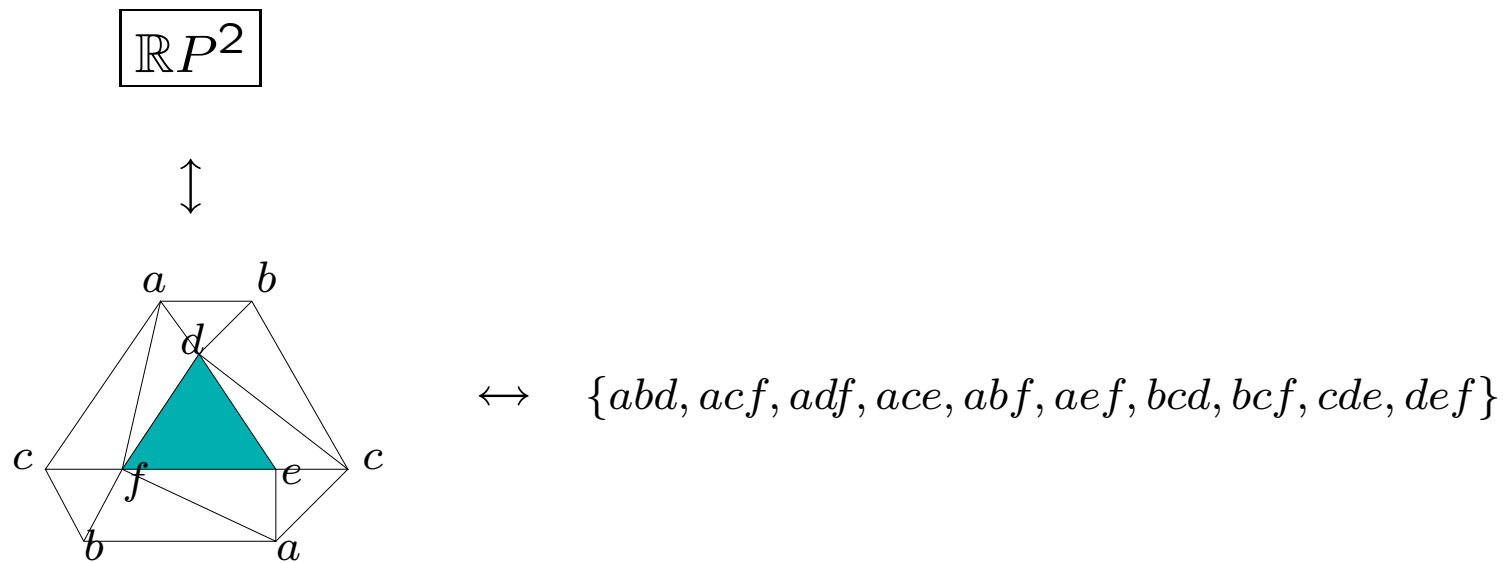 ℝP²
↕
a b
d
↔ {abd, acf, adf, ace, abf, aef, bcd, bcf, cde, def}
c f e c
b a